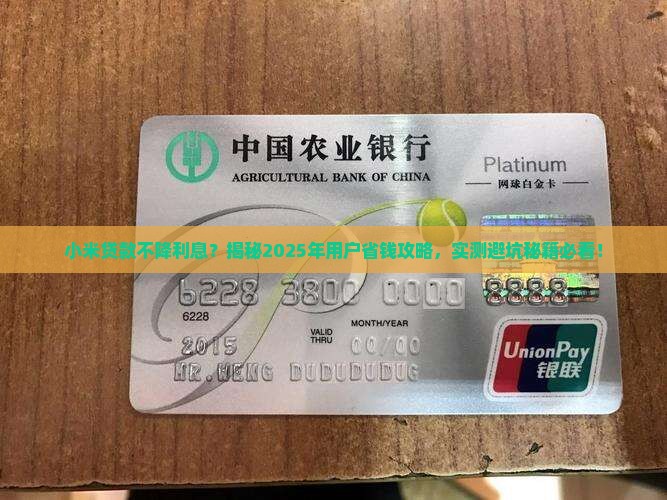 中国农业银行
AGRICULTURAL BANK OF CHINA
Platinum
网球白金卡
小米贷款不降利息？揭秘2025年用户省钱攻略，实测避坑秘籍必看！
6228 3800 0000 8888
6228
MONTH/YEAR
VALID
THRU
2015 00/00
MR.HENG DUDUDUDUG
UnionPay
银联